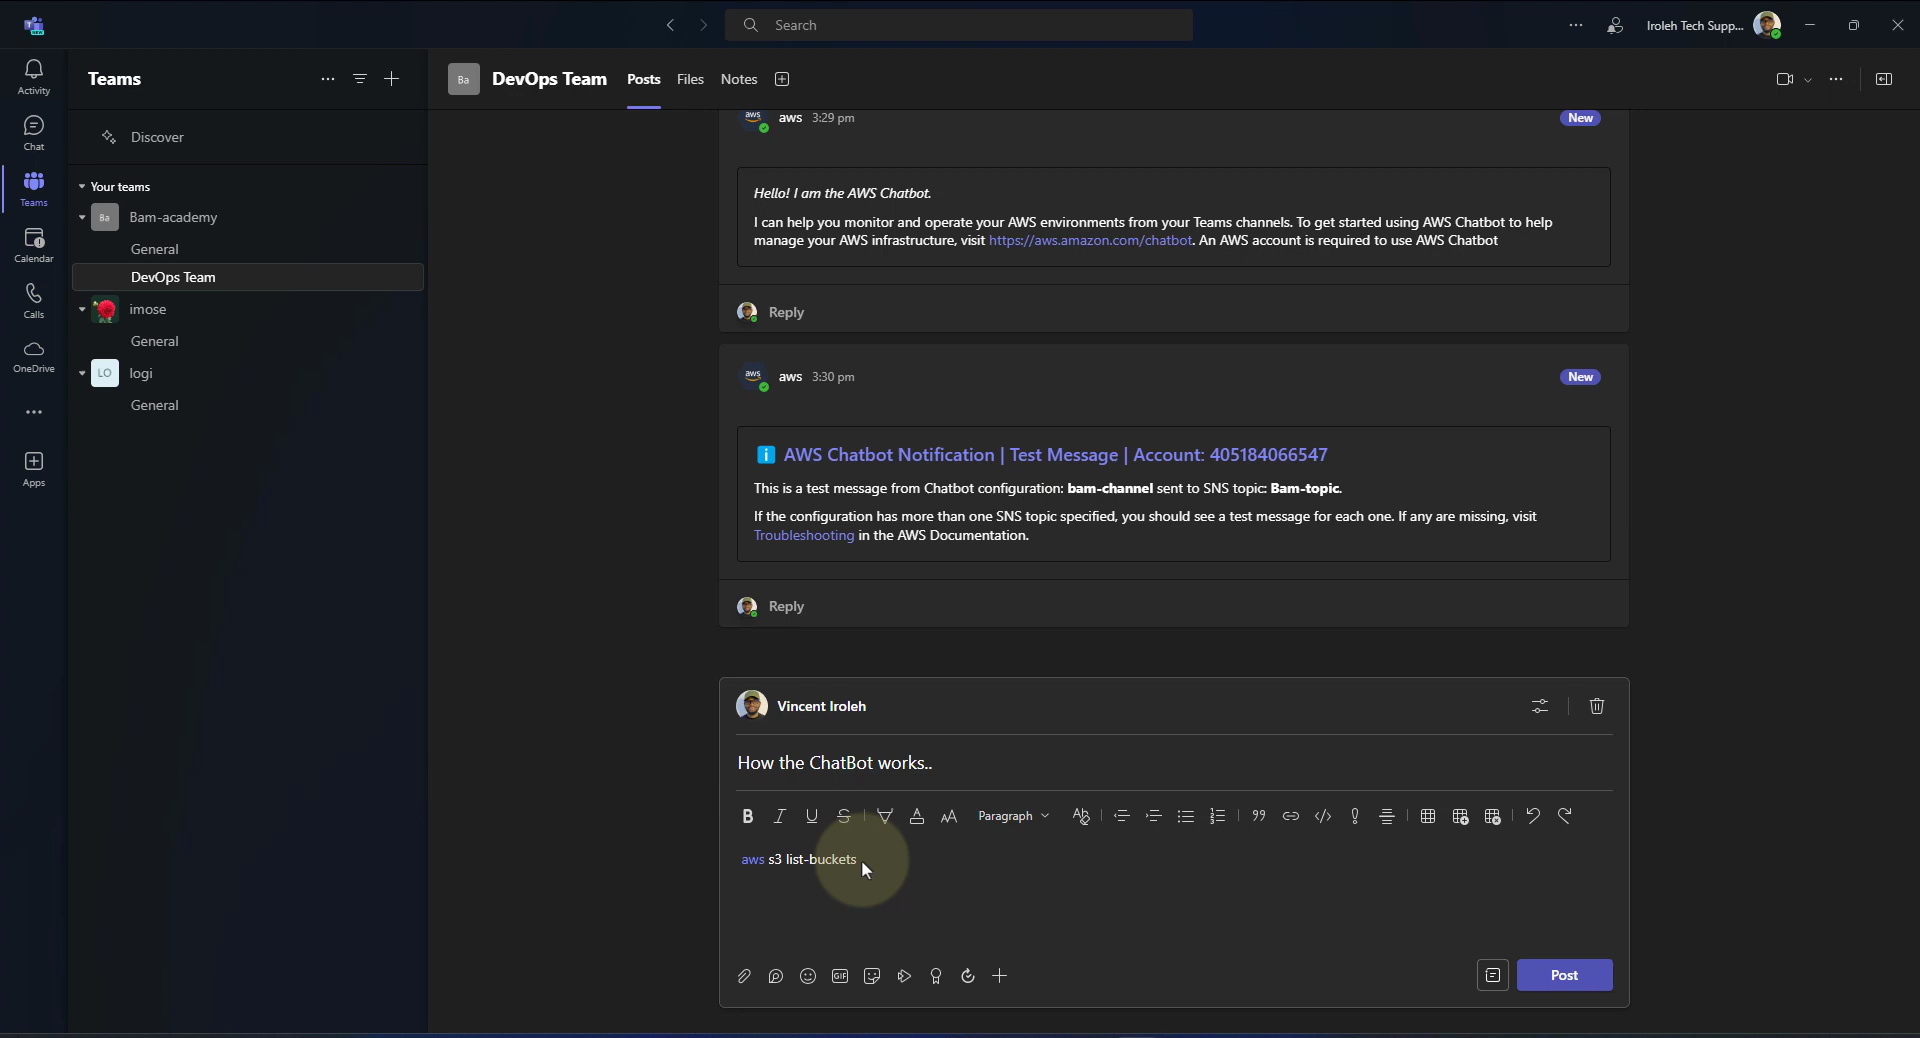 Search
Iroleh Tech Supp...
Activity
Chat
Teams
Calendar
Calls
OneDrive
Apps
Teams
Discover
Your teams
Ba Bam-academy
General
DevOps Team
imose
General
LO logi
General
Ba DevOps Team Posts Files Notes
aws aws 3:29 pm New
Hello! I am the AWS Chatbot.
I can help you monitor and operate your AWS environments from your Teams channels. To get started using AWS Chatbot to help
manage your AWS infrastructure, visit https://aws.amazon.com/chatbot. An AWS account is required to use AWS Chatbot
Reply
aws aws 3:30 pm New
i AWS Chatbot Notification | Test Message | Account: 405184066547
This is a test message from Chatbot configuration: bam-channel sent to SNS topic: Bam-topic.
If the configuration has more than one SNS topic specified, you should see a test message for each one. If any are missing, visit
Troubleshooting in the AWS Documentation.
Reply
Vincent Iroleh
How the ChatBot works..
B I U S A AA Paragraph Ab
aws s3 list-buckets
GIF
Post